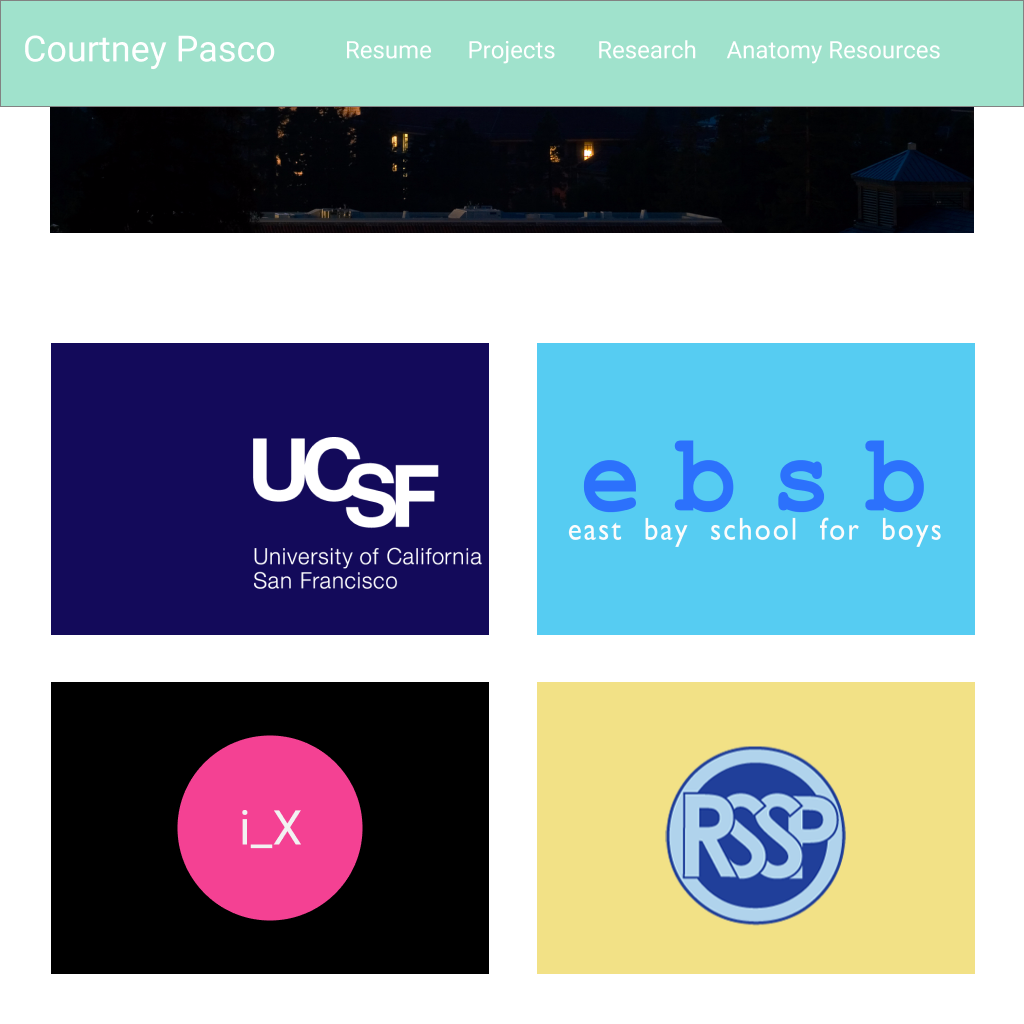 Courtney Pasco
Resume Projects Research Anatomy Resources
UCSF
University of California
San Francisco
ebsb
east bay school for boys
i_X
RSSP